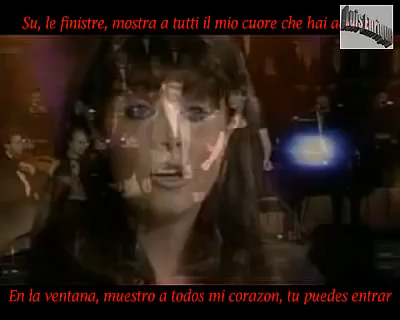 Su, le finistre, mostra a tutti il mio cuore che hai
En la ventana, muestro a todos mi corazon, tu puedes entrar